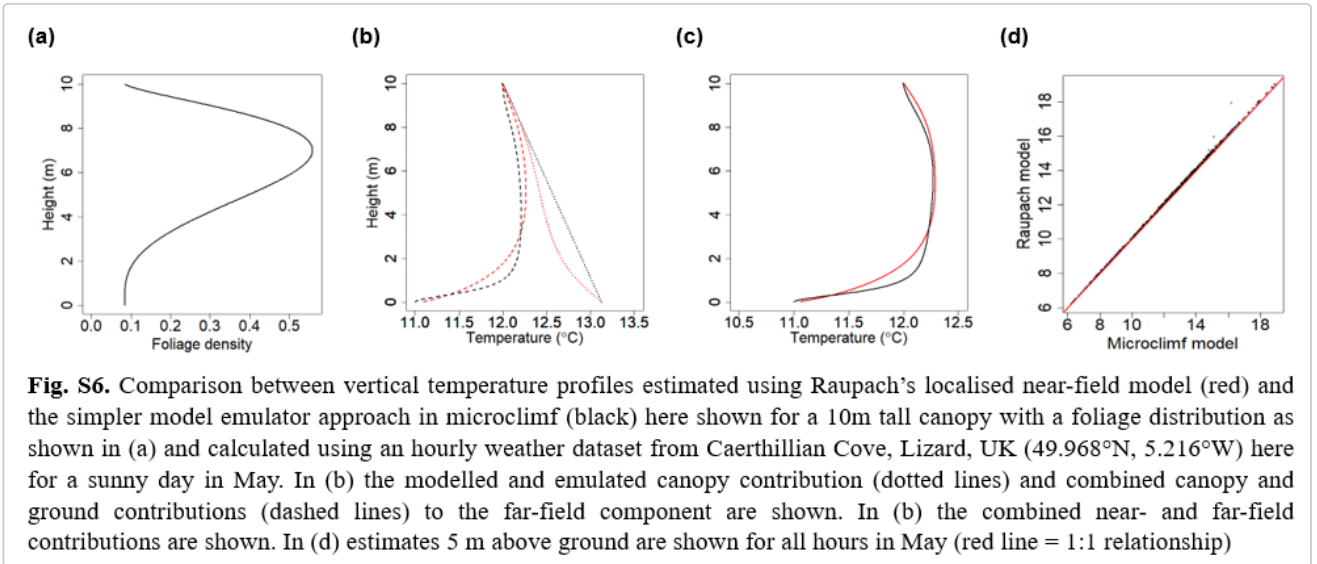 (a)
(b)
(c)
(d)
Height (m)
0 2 4 6 8 10
0.0 0.1 0.2 0.3 0.4 0.5
Foliage density
Height (m)
0 2 4 6 8 10
11.0 11.5 12.0 12.5 13.0 13.5
Temperature (°C)
0 2 4 6 8 10
10.5 11.0 11.5 12.0 12.5
Temperature (°C)
Raupach model
6 8 10 12 14 16 18
6 8 10 14 18
Microclimf model
Fig. S6. Comparison between vertical temperature profiles estimated using Raupach’s localised near-field model (red) and
the simpler model emulator approach in microclimf (black) here shown for a 10m tall canopy with a foliage distribution as
shown in (a) and calculated using an hourly weather dataset from Caerthillian Cove, Lizard, UK (49.968°N, 5.216°W) here
for a sunny day in May. In (b) the modelled and emulated canopy contribution (dotted lines) and combined canopy and
ground contributions (dashed lines) to the far-field component are shown. In (b) the combined near- and far-field
contributions are shown. In (d) estimates 5 m above ground are shown for all hours in May (red line = 1:1 relationship)